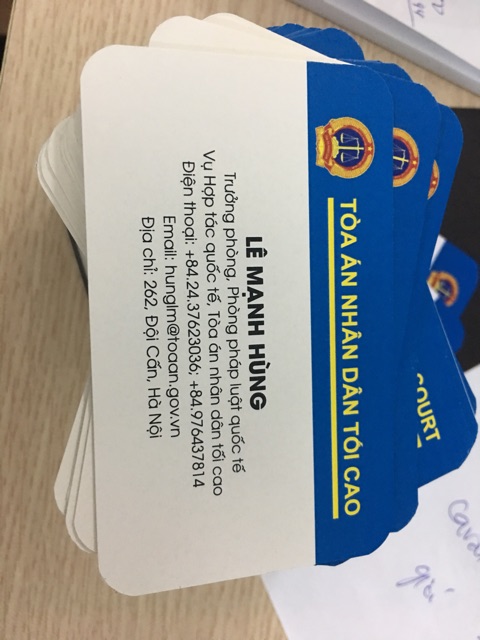 TÒA ÁN NHÂN DÂN TỐI CAO
LÊ MẠNH HÙNG
Trưởng phòng, Phòng pháp luật quốc tế
Vụ Hợp tác quốc tế, Tòa án nhân dân tối cao
Điện thoại: +84.24.37623036; +84.976437814
Email: hunglm@toaan.gov.vn
Địa chỉ: 262, Đội Cấn, Hà Nội
COURT
giá